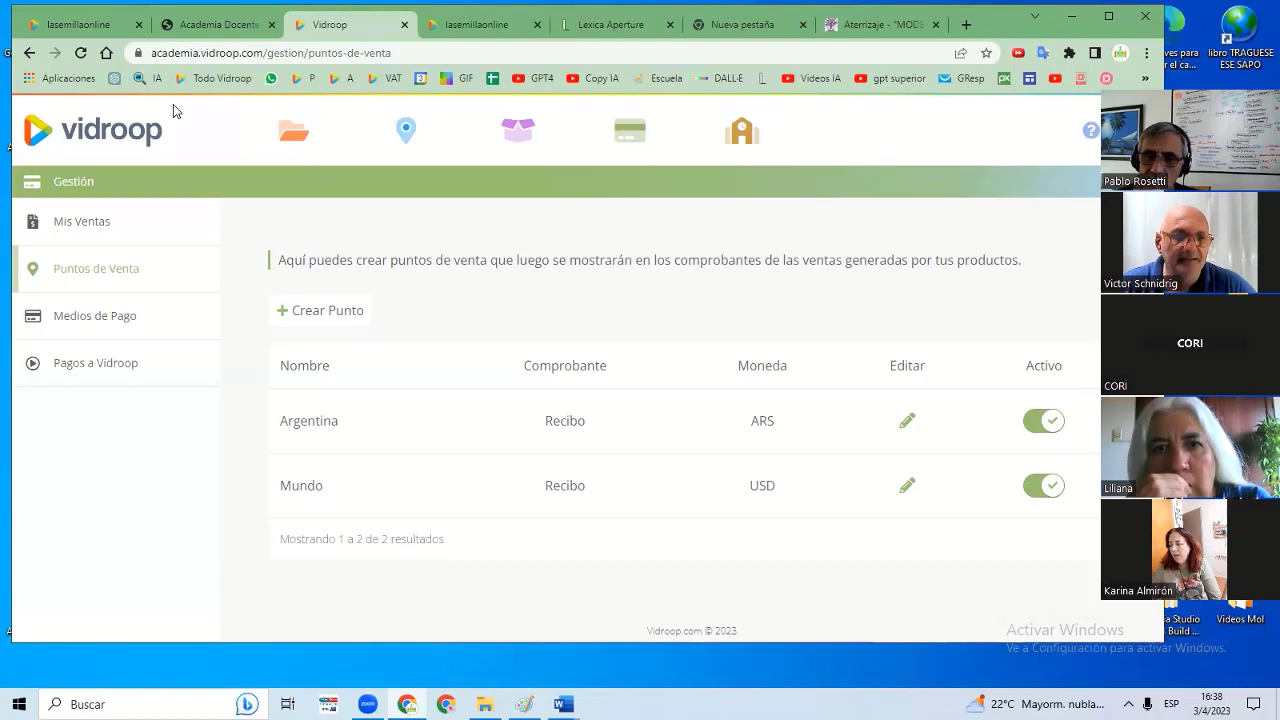 lasemillaonline
Academia Docente
Vidroop
lasemillaonline
Lexica Aperture
Nueva pestaña
Aterrizaje - "MODE
academia.vidroop.com/gestion/puntos-de-venta
Aplicaciones
IA
Todo Vidroop
P
A
VAT
GIF
GPT4
Copy IA
Escuela
DALL·E
Videos IA
gpt superior
GResp
»
libro TRAGUESE
ESE SAPO
vidroop
Gestión
Mis Ventas
Puntos de Venta
Medios de Pago
Pagos a Vidroop
Aquí puedes crear puntos de venta que luego se mostrarán en los comprobantes de las ventas generadas por tus productos.
+ Crear Punto
Nombre Comprobante Moneda Editar Activo
Argentina Recibo ARS
Mundo Recibo USD
Mostrando 1 a 2 de 2 resultados
Vidroop.com © 2023
Pablo Rosetti
Victor Schnidrig
CORI
CORI
Liliana
Karina Almirón
Activar Windows
Ve a Configuración para activar Windows.
Videos Mol
Buscar
zoom
22°C Mayorm. nubla...
ESP
16:38
3/4/2023